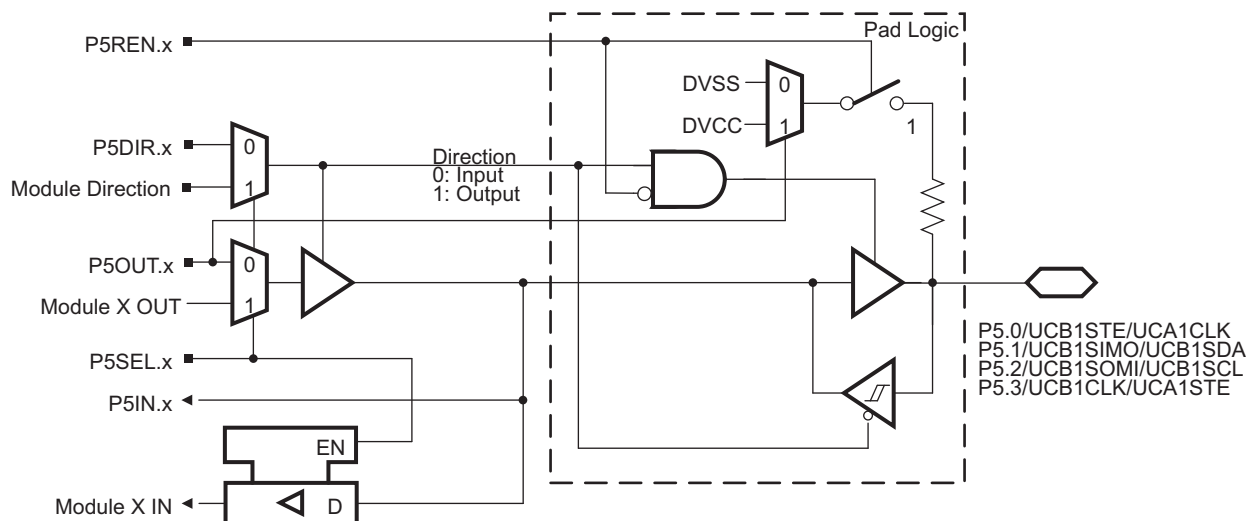 Pad Logic
P5REN.x
DVSS
0
DVCC
1
1
P5DIR.x
0
Module Direction
1
Direction
0: Input
1: Output
P5OUT.x
0
Module X OUT
1
P5SEL.x
P5IN.x
EN
Module X IN
D
P5.0/UCB1STE/UCA1CLK
P5.1/UCB1SIMO/UCB1SDA
P5.2/UCB1SOMI/UCB1SCL
P5.3/UCB1CLK/UCA1STE